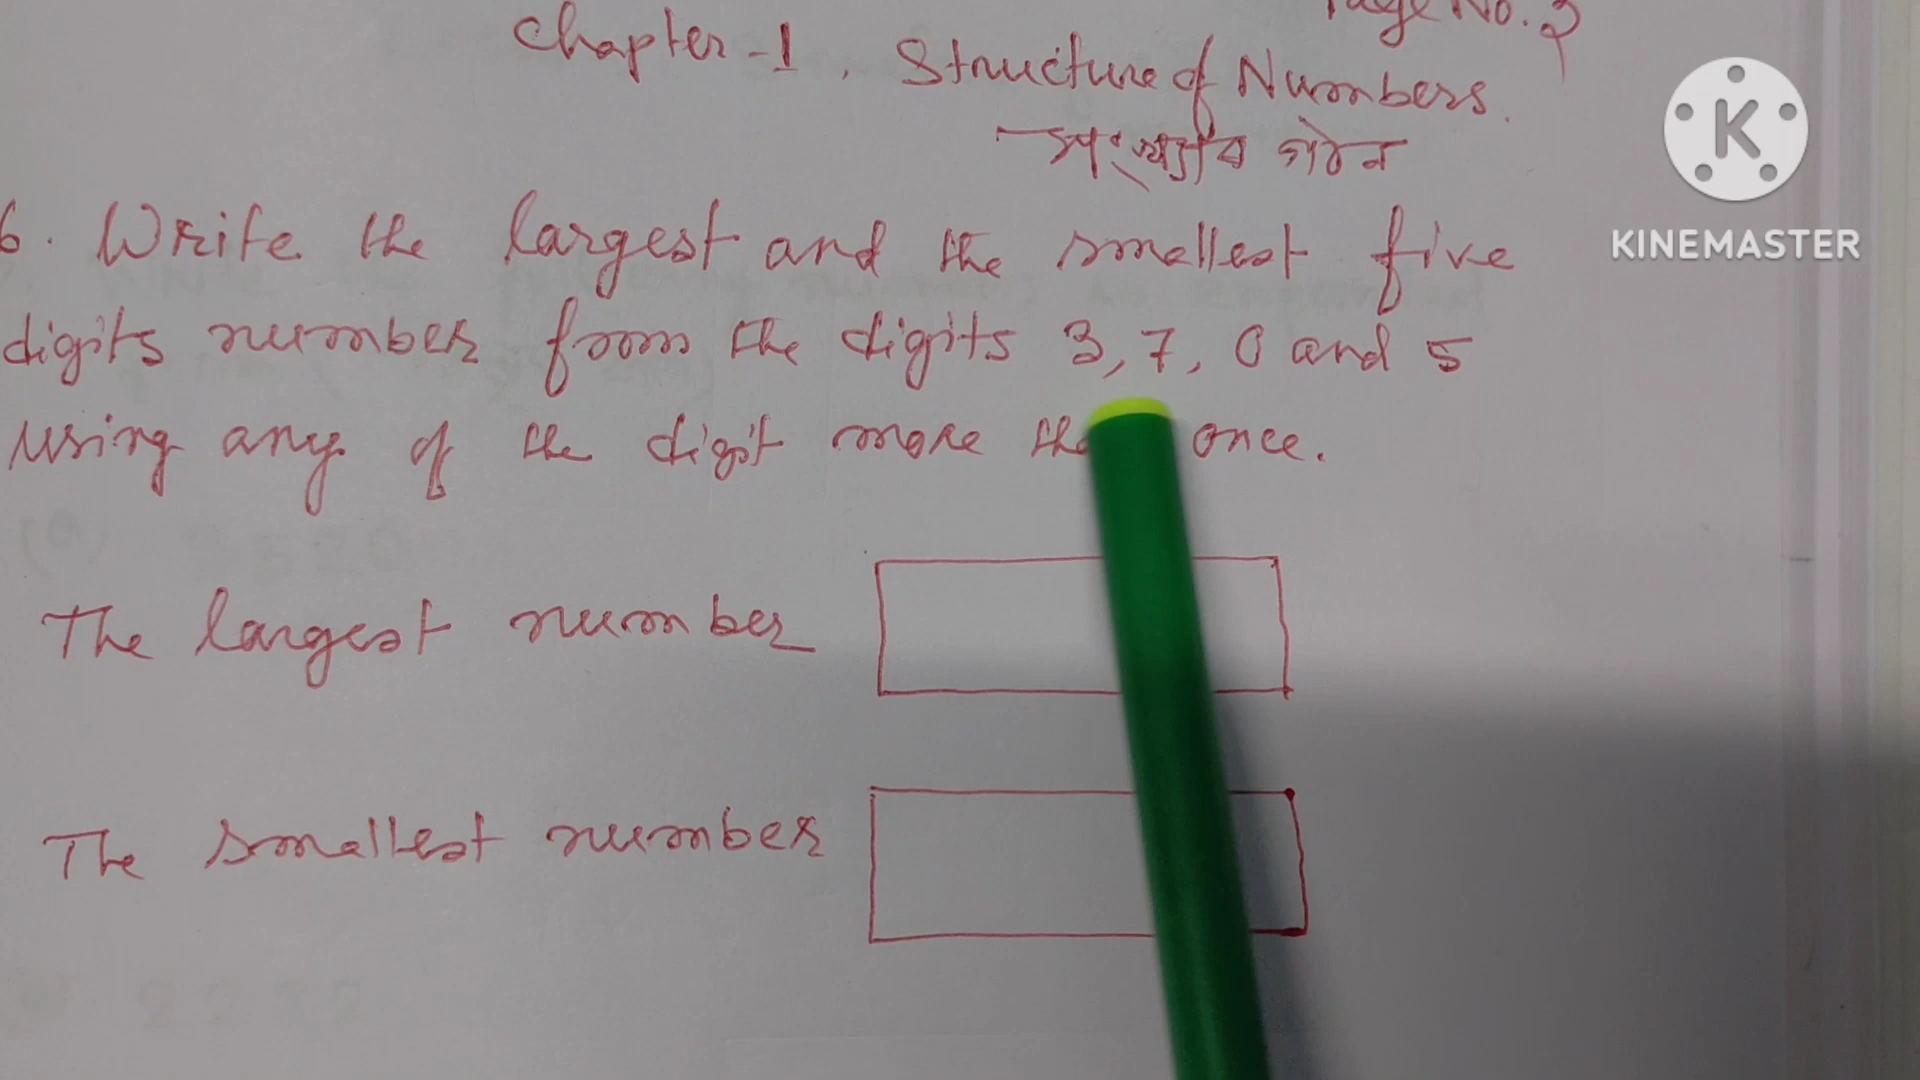 Page No. 2
Chapter-1, Structure of Numbers.
সংখ্যার গঠন
K
KINEMASTER
6. Write the largest and the smallest five
digits number from the digits 3, 7, 0 and 5
using any of the digit more once.
The largest number
The smallest number